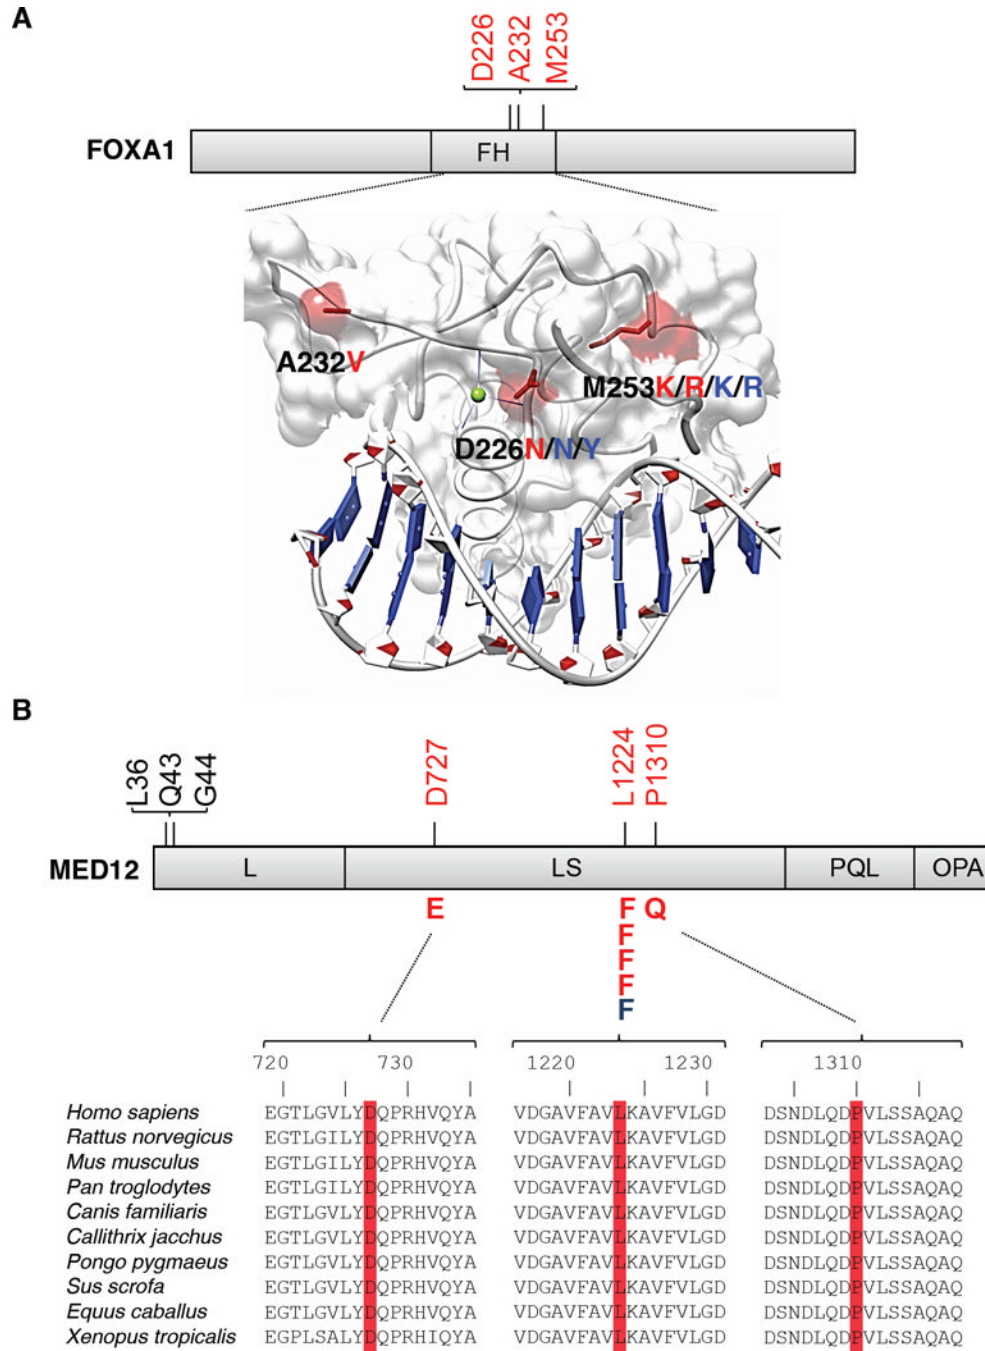 A
D226
A232
M253
FOXA1
FH
A232V
M253K/R/K/R
D226N/N/Y
B
L36
Q43
G44
D727
L1224
P1310
MED12
L
LS
PQL
OPA
E
F
Q
F
F
F
F
720 730 1220 1230 1310
Homo sapiens EGTLGVLYDQPRHVQYA VDGAVFAVLKAVFVLGD DSNDLQDPVLSSAQAQ
Rattus norvegicus EGTLGILYDQPRHVQYA VDGAVFAVLKAVFVLGD DSNDLQDPVLSSAQAQ
Mus musculus EGTLGILYDQPRHVQYA VDGAVFAVLKAVFVLGD DSNDLQDPVLSSAQAQ
Pan troglodytes EGTLGILYDQPRHVQYA VDGAVFAVLKAVFVLGD DSNDLQDPVLSSAQAQ
Canis familiaris EGTLGVLYDQPRHVQYA VDGAVFAVLKAVFVLGD DSNDLQDPVLSSAQAQ
Callithrix jacchus EGTLGVLYDQPRHVQYA VDGAVFAVLKAVFVLGD DSNDLQDPVLSSAQAQ
Pongo pygmaeus EGTLGVLYDQPRHVQYA VDGAVFAVLKAVFVLGD DSNDLQDPVLSSAQAQ
Sus scrofa EGTLGVLYDQPRHVQYA VDGAVFAVLKAVFVLGD DSNDLQDPVLSSAQAQ
Equus caballus EGTLGVLYDQPRHVQYA VDGAVFAVLKAVFVLGD DSNDLQDPVLSSAQAQ
Xenopus tropicalis EGPLSALYDQPRHIQYA VDGAVFAVLKAVFVLGD DSNDLQDPVLSSAQAQ